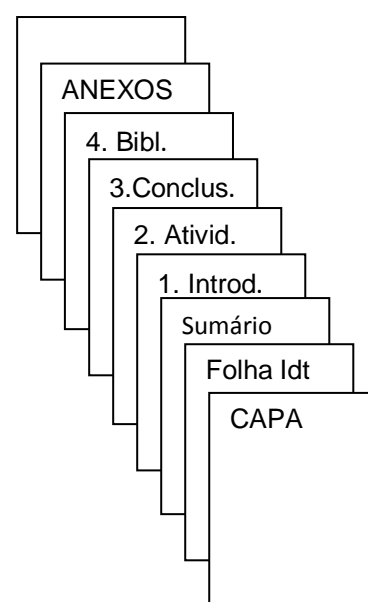 ANEXOS
4. Bibl.
3.Conclus.
2. Ativid.
1. Introd.
Sumário
Folha Idt
CAPA